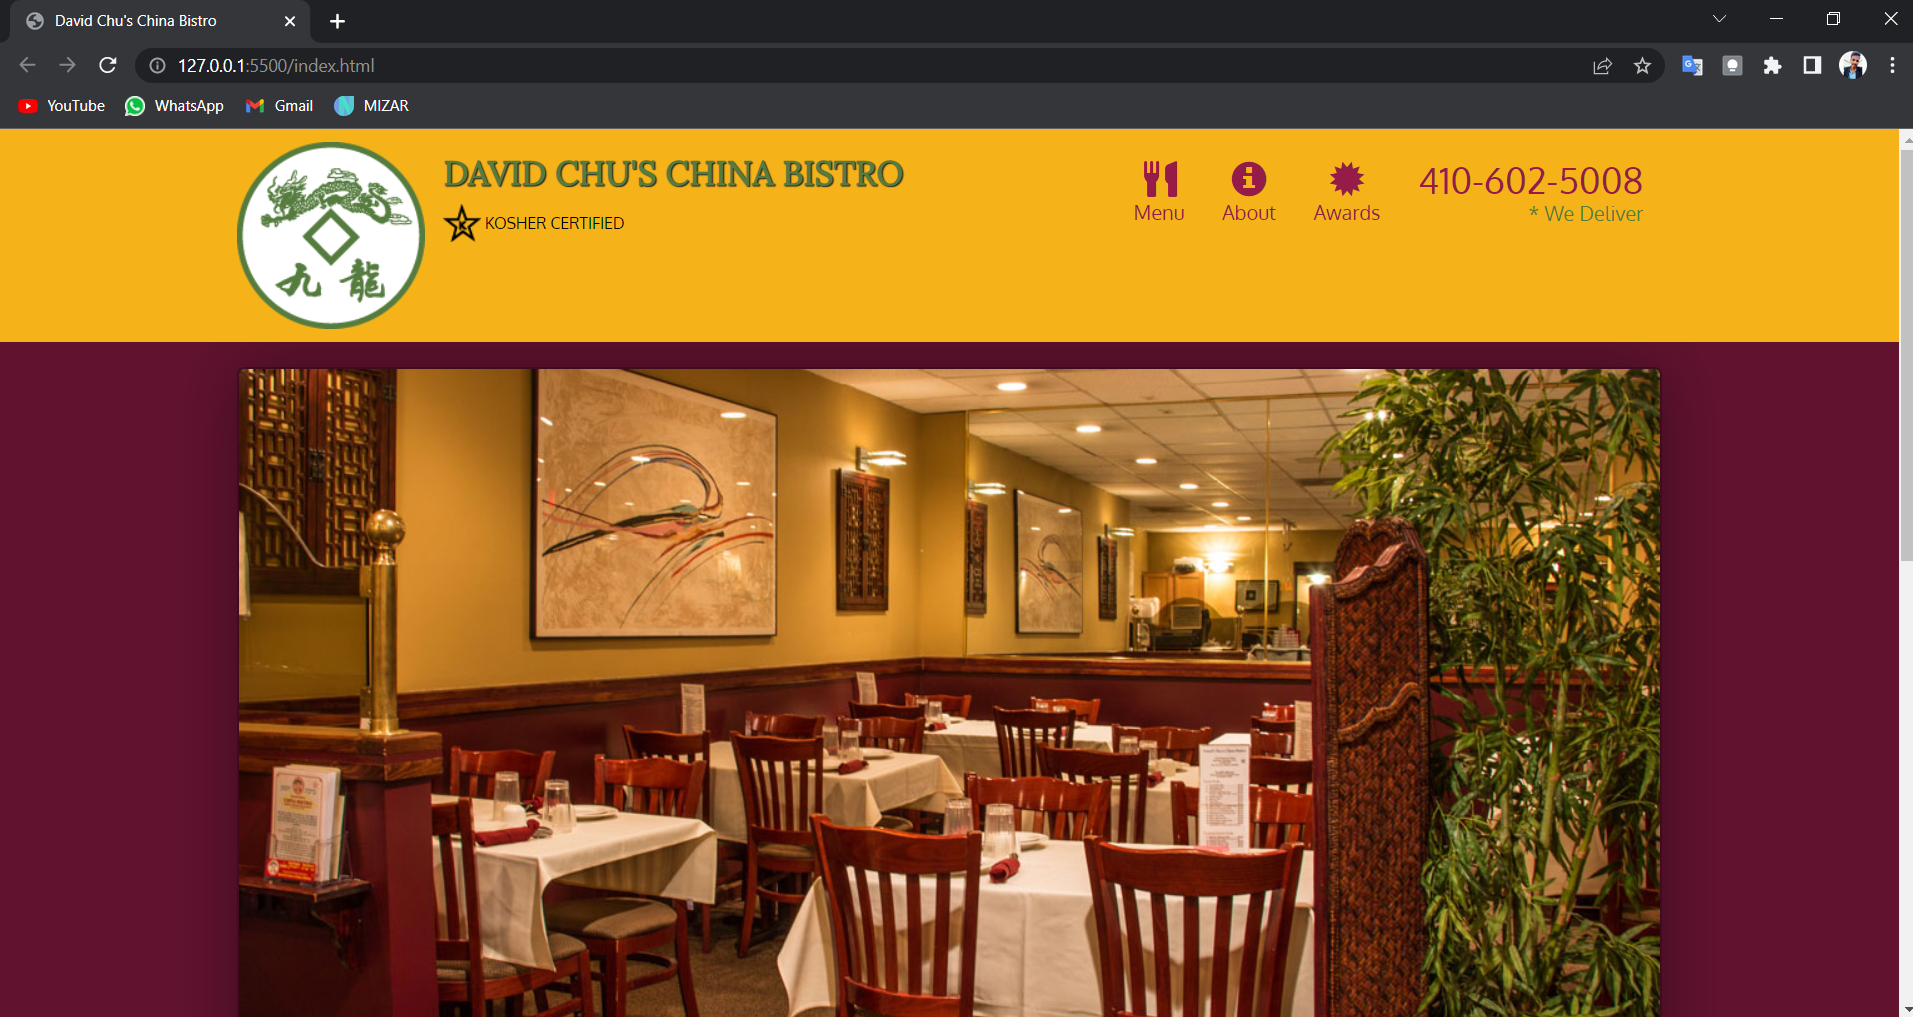 David Chu's China Bistro
127.0.0.1:5500/index.html
YouTube
WhatsApp
Gmail
MIZAR
九龍
DAVID CHU'S CHINA BISTRO
K
KOSHER CERTIFIED
Menu
About
Awards
410-602-5008
* We Deliver